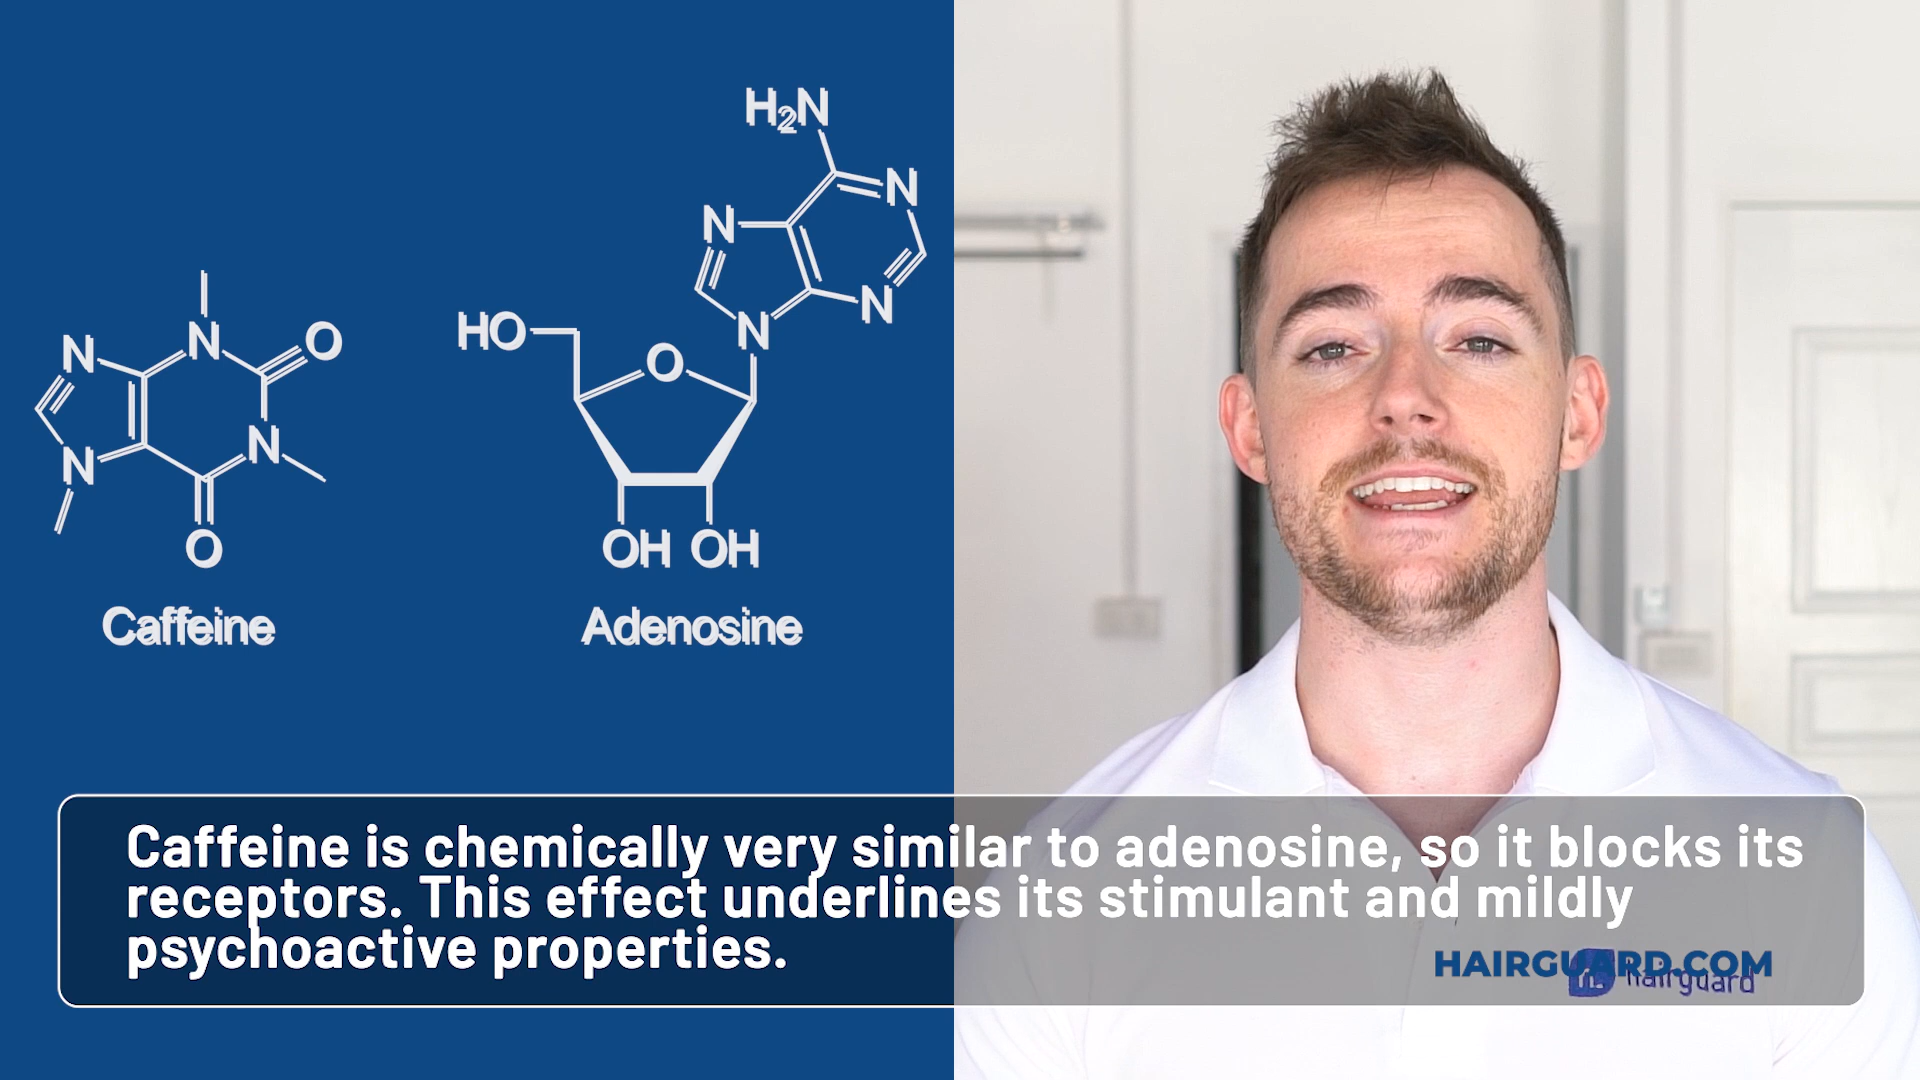 H2N
N
N
N
N
HO
O
N
N
O
N
N
O
OH OH
Caffeine
Adenosine
Caffeine is chemically very similar to adenosine, so it blocks its
receptors. This effect underlines its stimulant and mildly
psychoactive properties.
HAIRGUARD.COM
hairguard